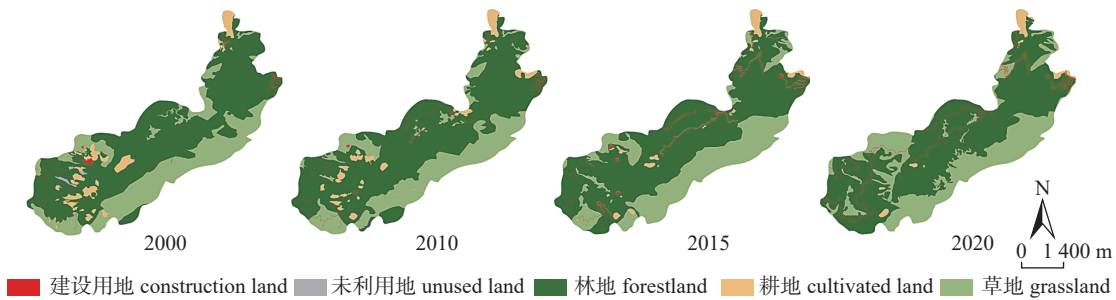 2000
2010
2015
2020
N
0 1 400 m
建设用地 construction land
未利用地 unused land
林地 forestland
耕地 cultivated land
草地 grassland